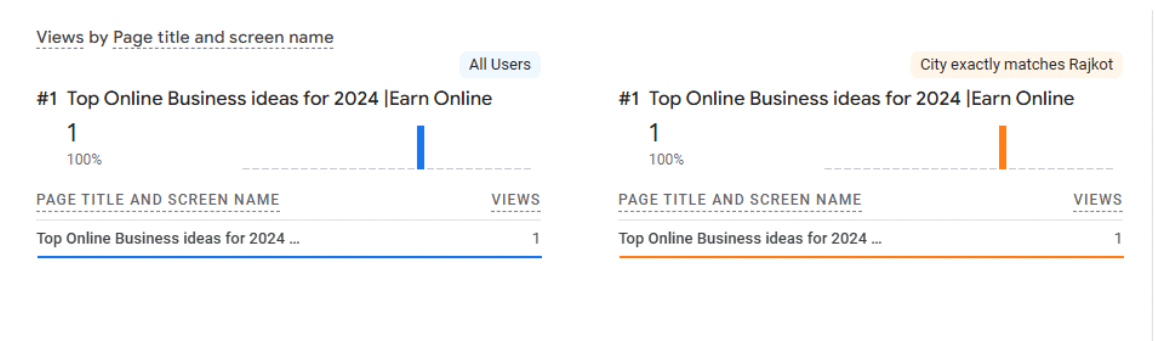 Views by Page title and screen name
All Users
#1 Top Online Business ideas for 2024 |Earn Online
1
100%
PAGE TITLE AND SCREEN NAME VIEWS
Top Online Business ideas for 2024 ... 1
City exactly matches Rajkot
#1 Top Online Business ideas for 2024 |Earn Online
1
100%
PAGE TITLE AND SCREEN NAME VIEWS
Top Online Business ideas for 2024 ... 1